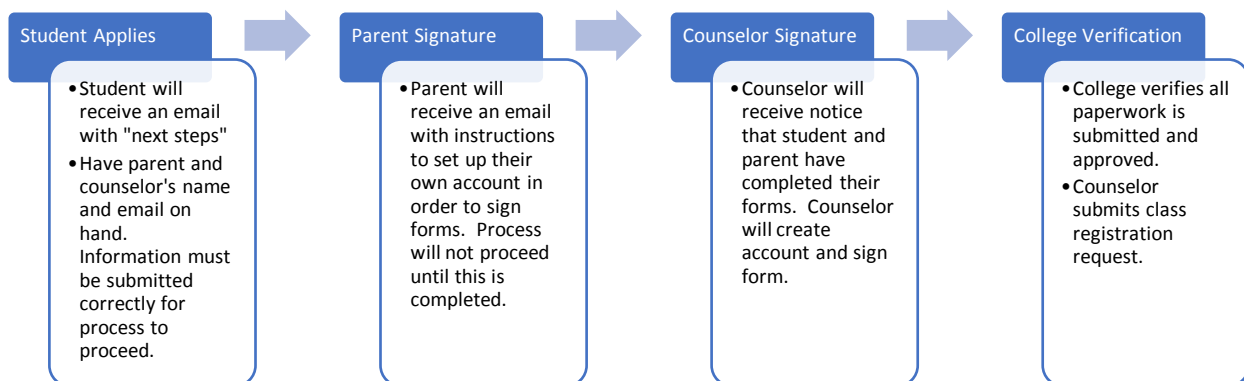 Student Applies
•Student will
receive an email
with "next steps"
•Have parent and
counselor's name
and email on
hand.
Information must
be submitted
correctly for
process to
proceed.
Parent Signature
•Parent will
receive an email
with instructions
to set up their
own account in
order to sign
forms.  Process
will not proceed
until this is
completed.
Counselor Signature
•Counselor will
receive notice
that student and
parent have
completed their
forms.  Counselor
will create
account and sign
form.
College Verification
•College verifies all
paperwork is
submitted and
approved.
•Counselor
submits class
registration
request.